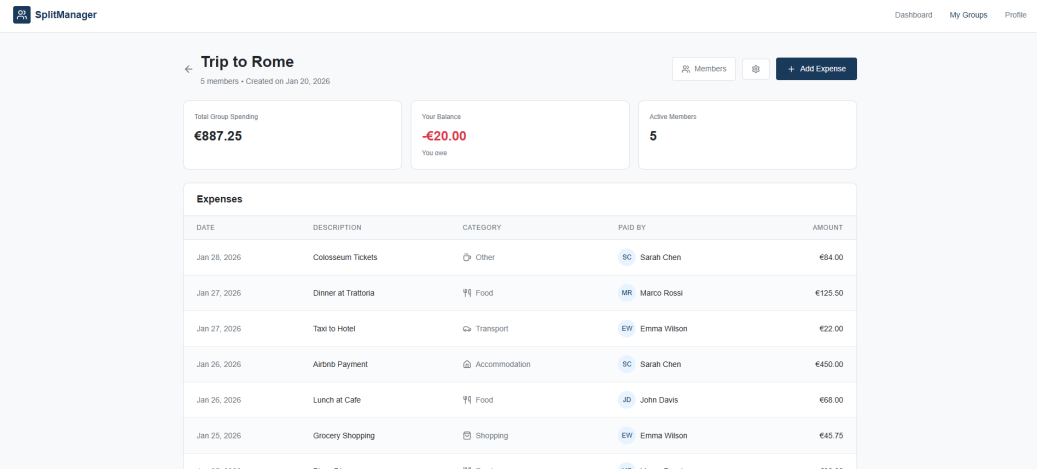 SplitManager
Dashboard My Groups Profile
Trip to Rome
5 members • Created on Jan 20, 2026
Members
Add Expense
Total Group Spending
€887.25
Your Balance
-€20.00
You owe
Active Members
5
Expenses
DATE DESCRIPTION CATEGORY PAID BY AMOUNT
Jan 28, 2026 Colosseum Tickets Other SC Sarah Chen €84.00
Jan 27, 2026 Dinner at Trattoria Food MR Marco Rossi €125.50
Jan 27, 2026 Taxi to Hotel Transport EW Emma Wilson €22.00
Jan 26, 2026 Airbnb Payment Accommodation SC Sarah Chen €450.00
Jan 26, 2026 Lunch at Cafe Food JD John Davis €68.00
Jan 25, 2026 Grocery Shopping Shopping EW Emma Wilson €45.75